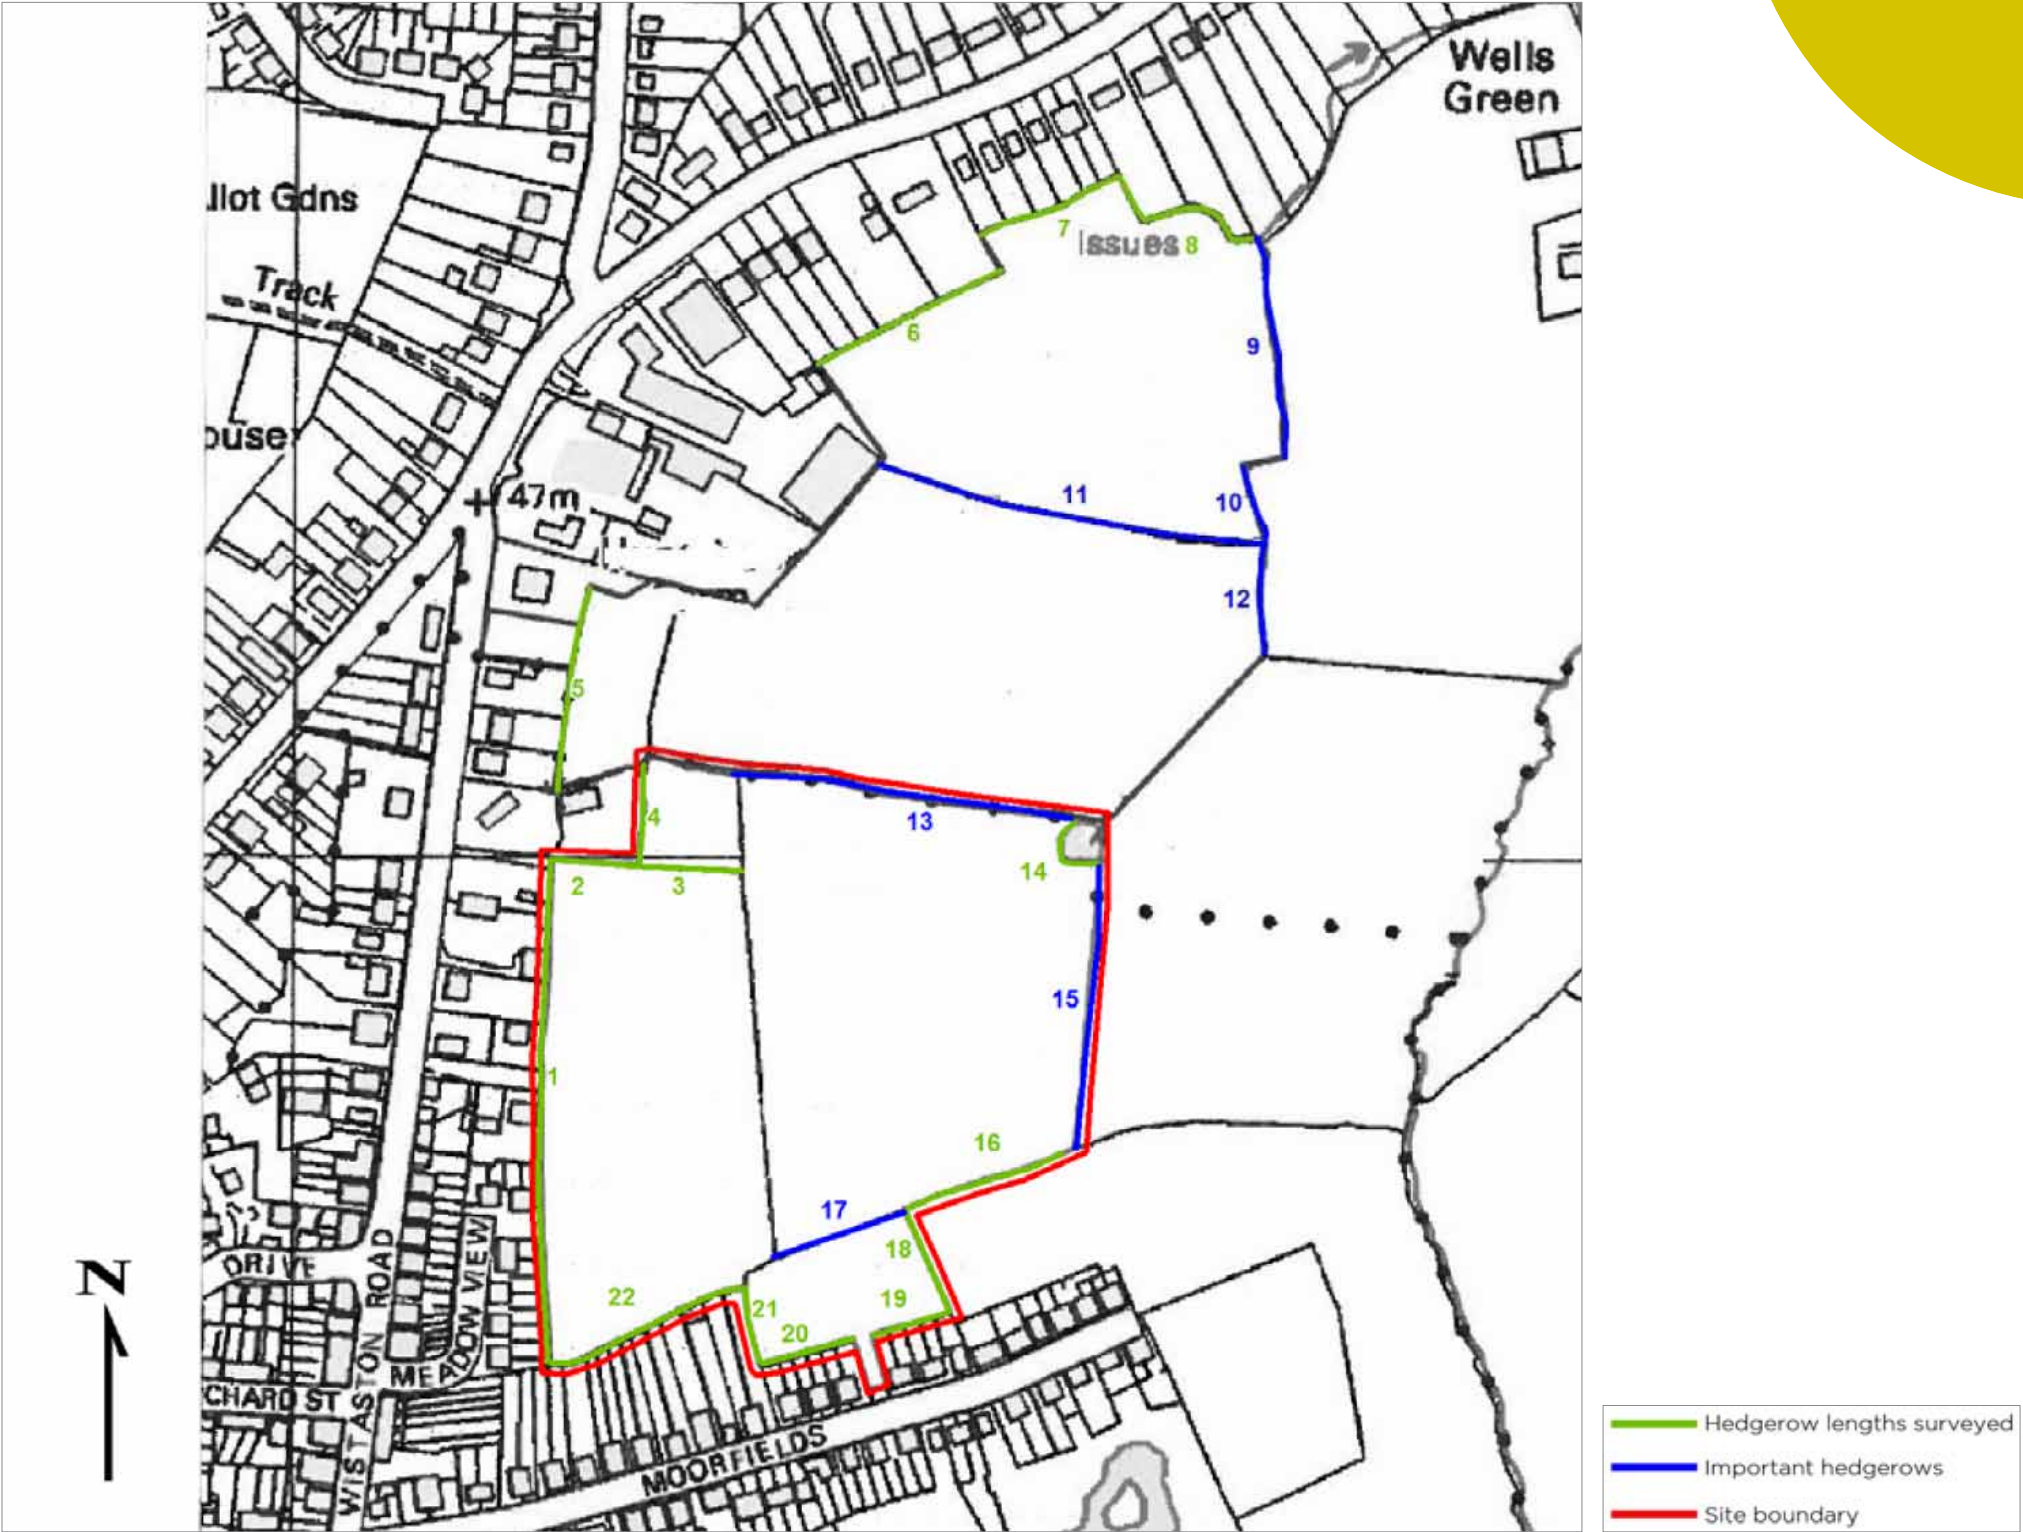 Wells
Green
llot Gdns
Track
ouse
47m
Issues
7
8
6
9
11
10
12
5
4
13
14
2
3
15
1
16
17
18
22
21
19
20
N
DRIVE
CHARD ST
WISTASTON ROAD
MEADOW VIEW
MOORFIELDS
Hedgerow lengths surveyed
Important hedgerows
Site boundary